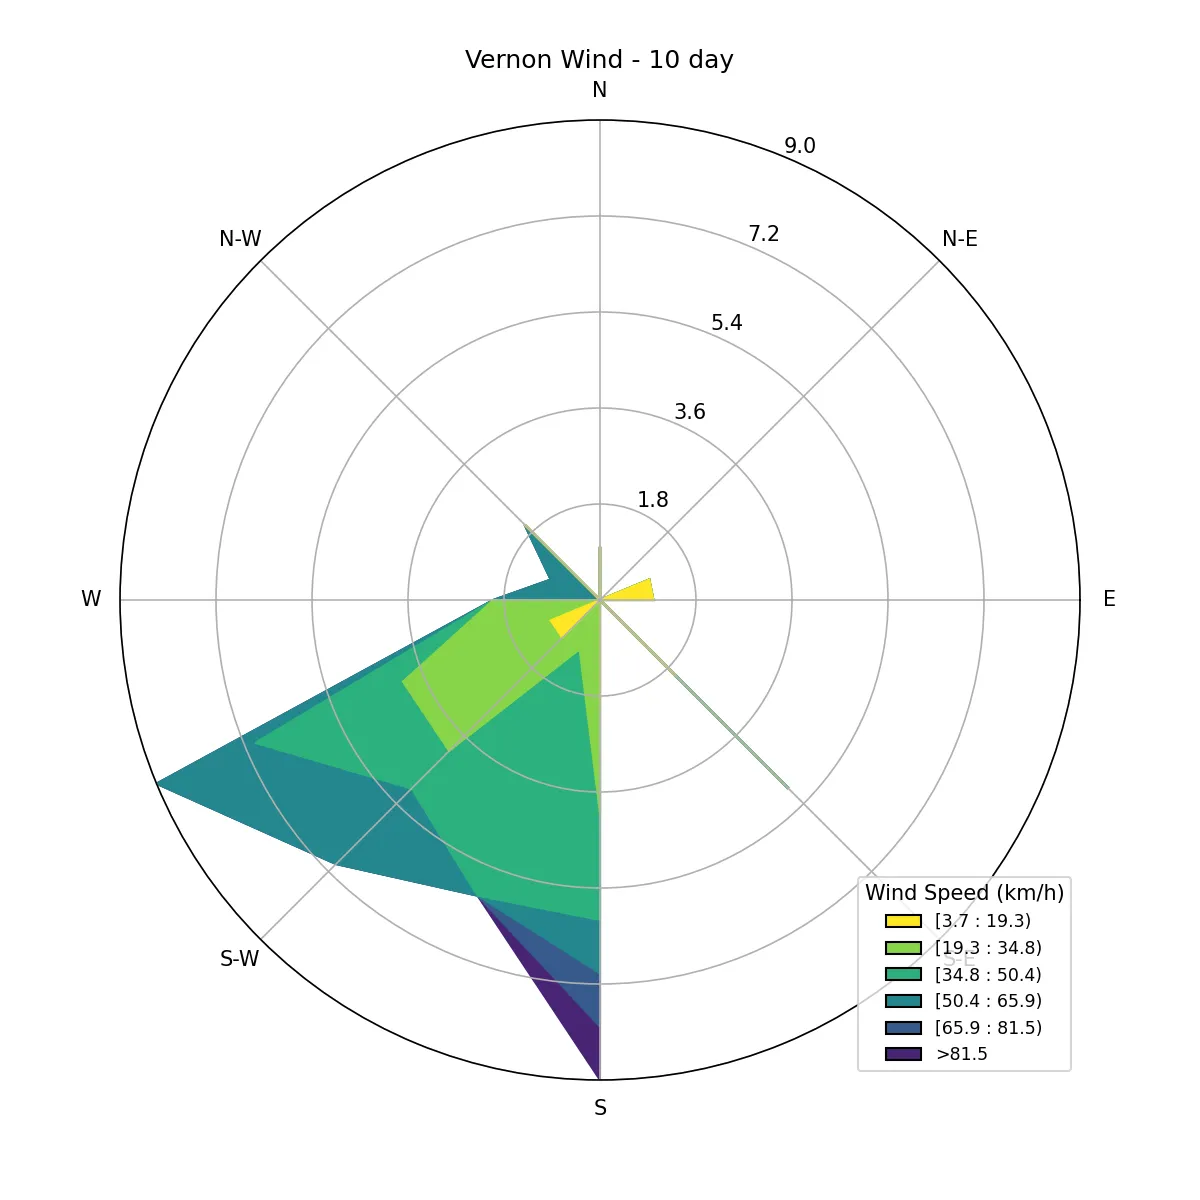 Vernon Wind - 10 day
N
9.0
7.2
N-W
N-E
5.4
3.6
1.8
W
E
S-W
S-E
Wind Speed (km/h)
[3.7 : 19.3)
[19.3 : 34.8)
[34.8 : 50.4)
[50.4 : 65.9)
[65.9 : 81.5)
>81.5
S